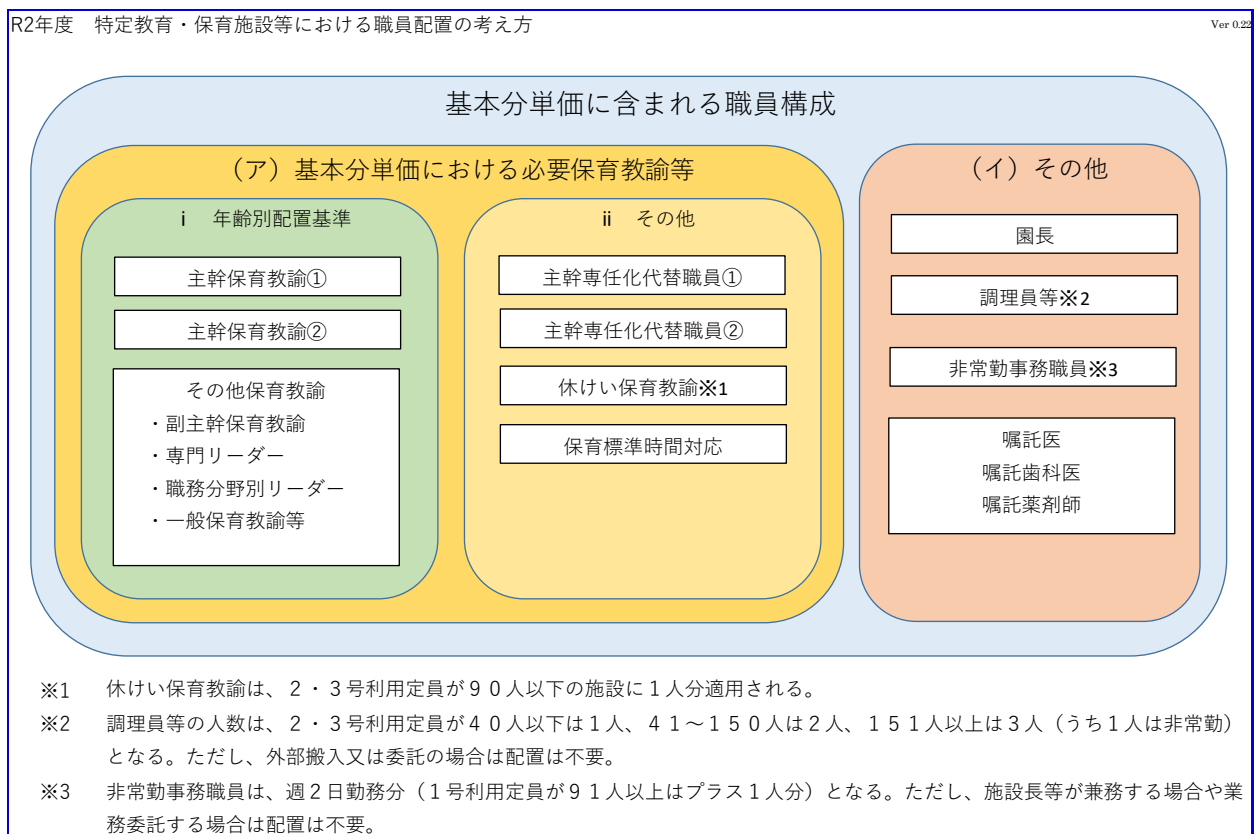 R2年度 特定教育・保育施設等における職員配置の考え方
Ver 0.22
基本分単価に含まれる職員構成
（ア）基本分単価における必要保育教諭等
ⅰ 年齢別配置基準
主幹保育教諭①
主幹保育教諭②
その他保育教諭
・副主幹保育教諭
・専門リーダー
・職務分野別リーダー
・一般保育教諭等
ⅱ その他
主幹専任化代替職員①
主幹専任化代替職員②
休けい保育教諭※1
保育標準時間対応
（イ）その他
園長
調理員等※2
非常勤事務職員※3
嘱託医
嘱託歯科医
嘱託薬剤師
※1 休けい保育教諭は、２・３号利用定員が９０人以下の施設に１人分適用される。
※2 調理員等の人数は、２・３号利用定員が４０人以下は１人、４１～１５０人は２人、１５１人以上は３人（うち１人は非常勤）
となる。ただし、外部搬入又は委託の場合は配置は不要。
※3 非常勤事務職員は、週２日勤務分（１号利用定員が９１人以上はプラス１人分）となる。ただし、施設長等が兼務する場合や業
務委託する場合は配置は不要。